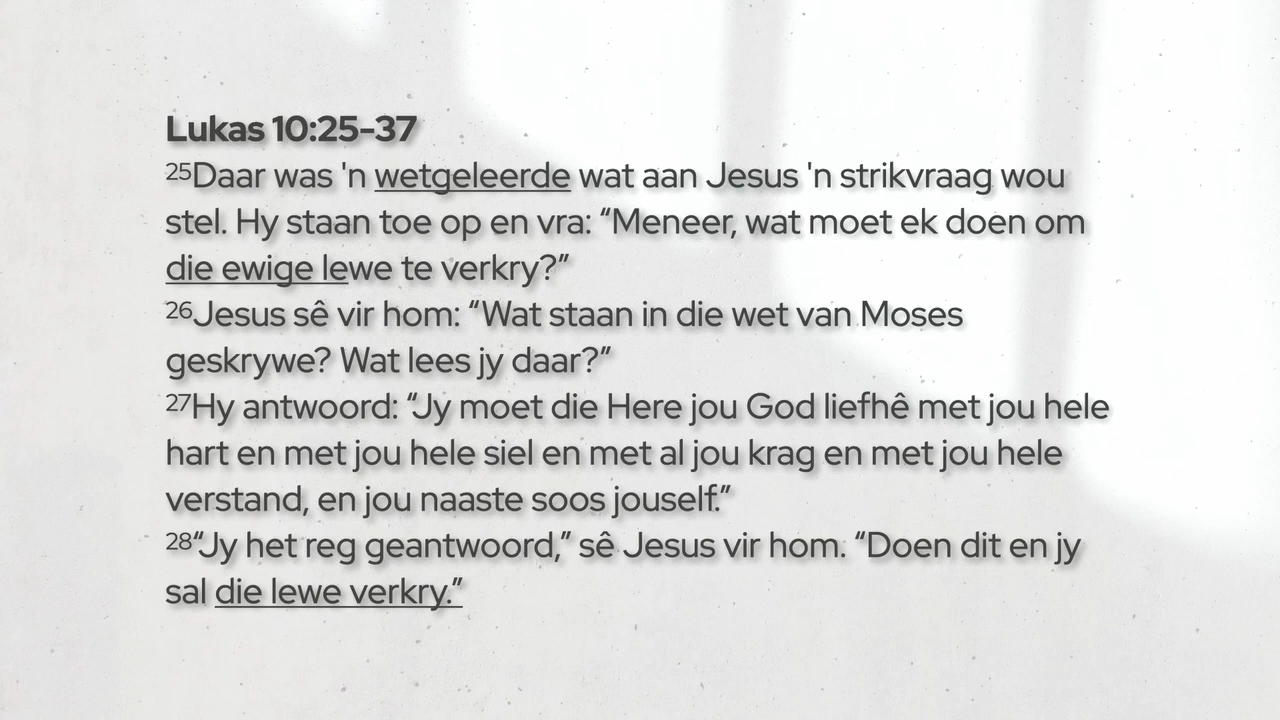 Lukas 10:25–37
25Daar was 'n wetgeleerde wat aan Jesus 'n strikvraag wou
stel. Hy staan toe op en vra: “Meneer, wat moet ek doen om
die ewige lewe te verkry?”
26Jesus sê vir hom: “Wat staan in die wet van Moses
geskrywe? Wat lees jy daar?”
27Hy antwoord: “Jy moet die Here jou God liefhê met jou hele
hart en met jou hele siel en met al jou krag en met jou hele
verstand, en jou naaste soos jouself.”
28“Jy het reg geantwoord,” sê Jesus vir hom. “Doen dit en jy
sal die lewe verkry.”